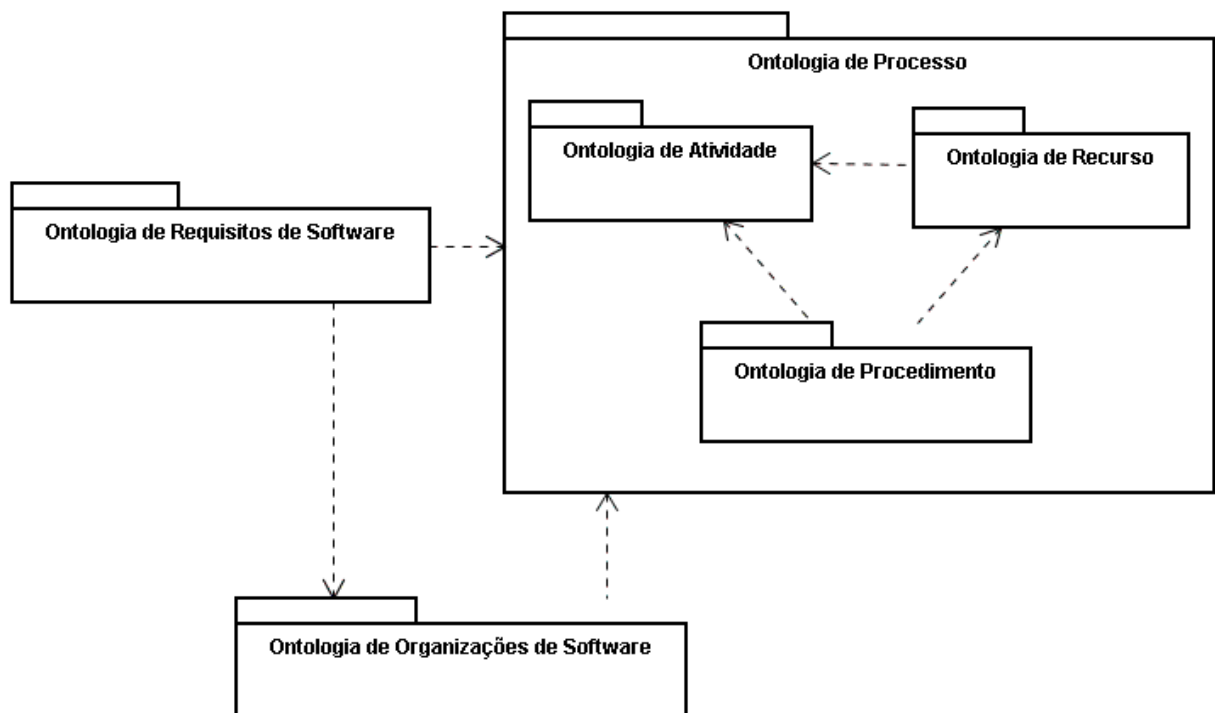 Ontologia de Processo
Ontologia de Atividade
Ontologia de Recurso
Ontologia de Requisitos de Software
Ontologia de Procedimento
Ontologia de Organizações de Software